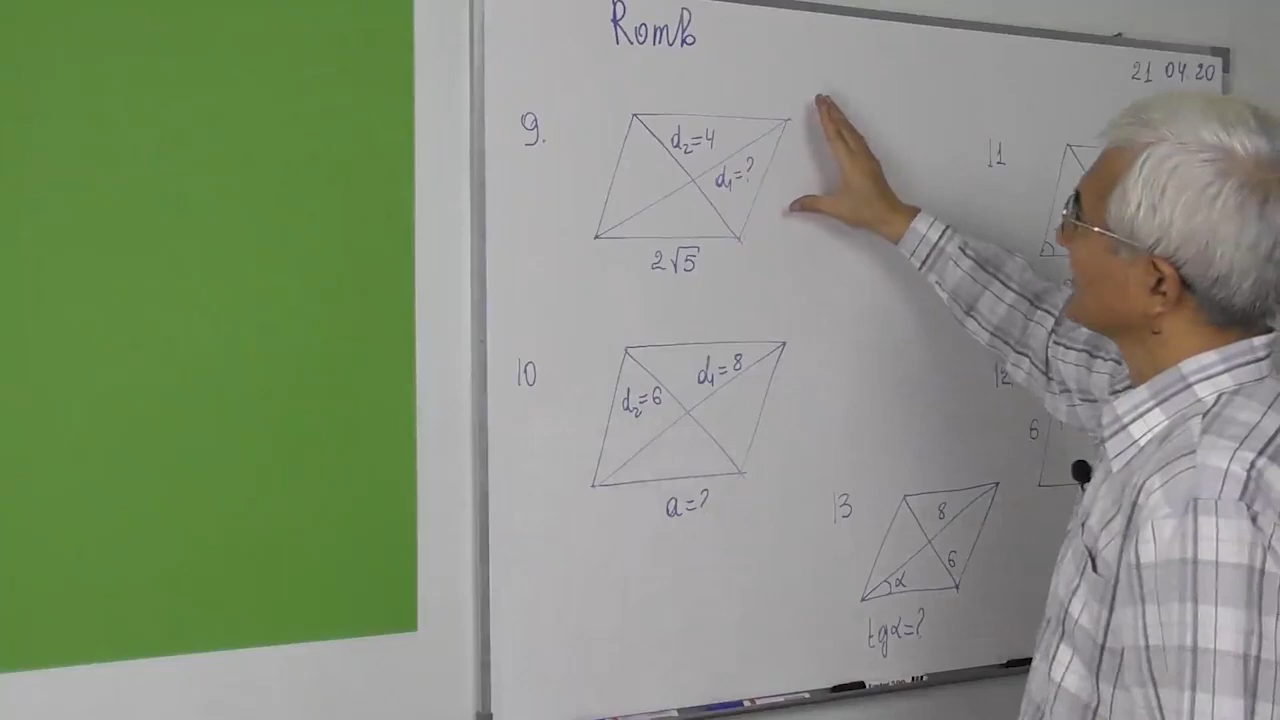 Romb
21 04 20
9.
d₂=4
d₁=?
2√5
11
10
d₁=8
d₂=6
a=?
12
6
13
8
6
α
tgα=?